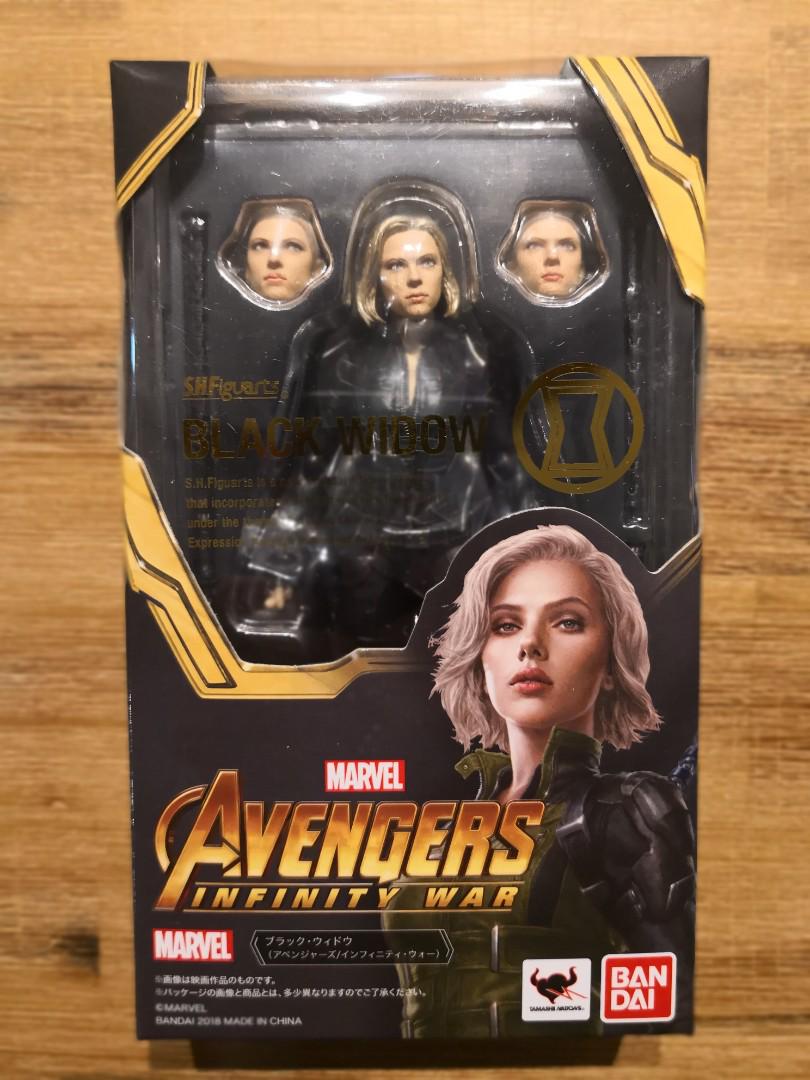 S.H.Figuarts
BLACK WIDOW
S.H.Figuarts is a
that incorporate
under the
Expressio
MARVEL
AVENGERS
INFINITY WAR
MARVEL
ブラック・ウィドウ
(アベンジャーズ/インフィニティ・ウォー)
※画像は映画作品のものです。
※パッケージの画像と商品とは、多少異なりますのでご了承ください。
©MARVEL
BANDAI 2018 MADE IN CHINA
TAMASHII NATIONS
BAN
DAI